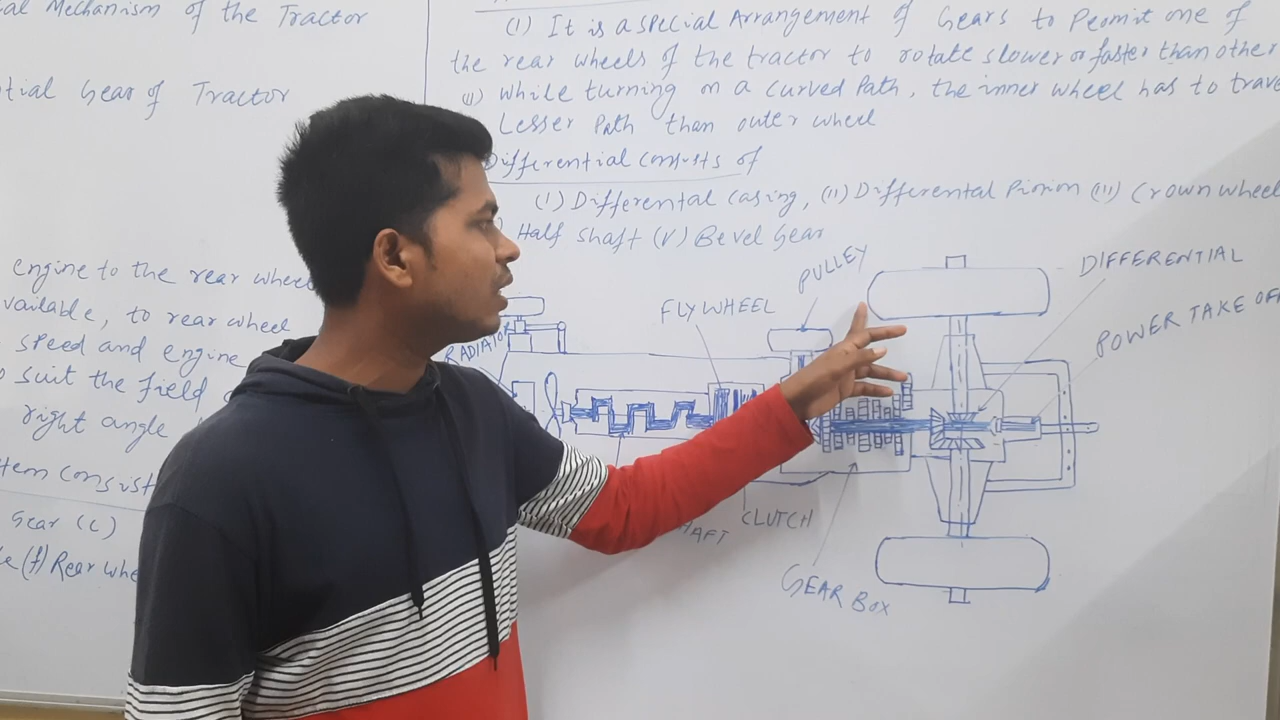 al Mechanism of the Tractor
tial Gear of Tractor
engine to the rear wheel
vailable, to rear wheel
speed and engine
suit the field
right angle
tem consist
Gear (c)
(f) Rear whe
(i) It is a special Arrangement of Gears to Permit one of
the rear wheels of the tractor to rotate slower or faster than other
(ii) While turning on a curved Path, the inner wheel has to trave
Lesser Path than outer wheel
Differential consists of
(i) Differential Casing, (ii) Differential Pinion (iii) Crown wheel
Half Shaft (V) Bevel Gear
RADIATOR
FLYWHEEL
PULLEY
DIFFERENTIAL
POWER TAKE OFF
HAFT
CLUTCH
GEAR BOX